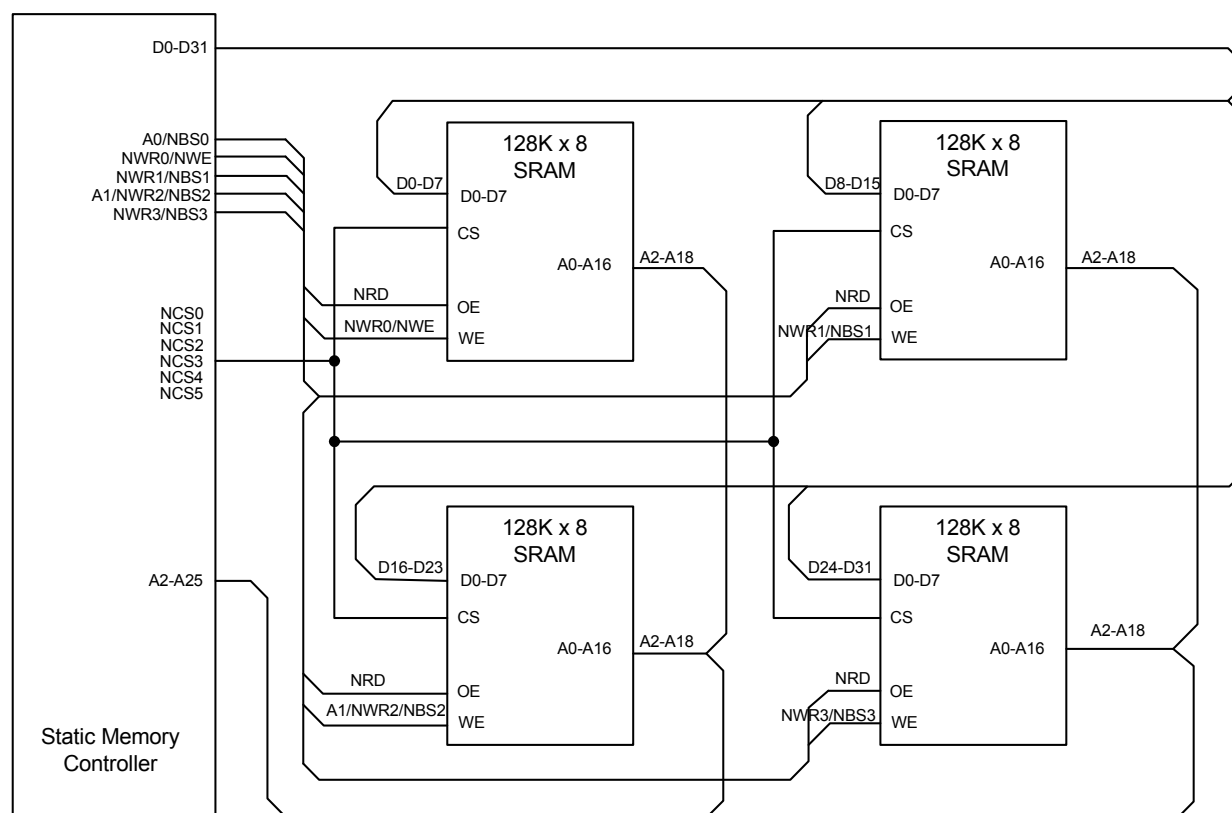 D0-D31
A0/NBS0
NWR0/NWE
NWR1/NBS1
A1/NWR2/NBS2
NWR3/NBS3
NCS0
NCS1
NCS2
NCS3
NCS4
NCS5
A2-A25
Static Memory
Controller
128K x 8
SRAM
D0-D7
D0-D7
CS
A0-A16
A2-A18
NRD
OE
NWR0/NWE
WE
128K x 8
SRAM
D8-D15
D0-D7
CS
A0-A16
A2-A18
NRD
OE
NWR1/NBS1
WE
128K x 8
SRAM
D16-D23
D0-D7
CS
A0-A16
A2-A18
NRD
OE
A1/NWR2/NBS2
WE
128K x 8
SRAM
D24-D31
D0-D7
CS
A0-A16
A2-A18
NRD
OE
NWR3/NBS3
WE